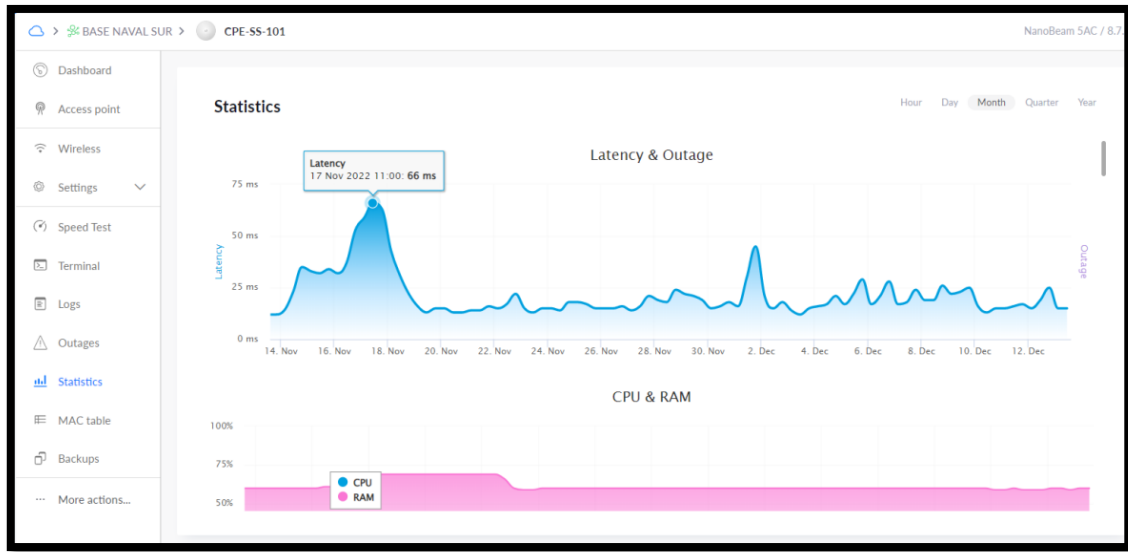 BASE NAVAL SUR > CPE-SS-101
NanoBeam 5AC / 8.7.
Dashboard
Access point
Wireless
Settings
Speed Test
Terminal
Logs
Outages
Statistics
MAC table
Backups
More actions...
Statistics
Hour Day Month Quarter Year
Latency & Outage
Latency
17 Nov 2022 11:00: 66 ms
75 ms
50 ms
25 ms
0 ms
Latency
Outage
14. Nov 16. Nov 18. Nov 20. Nov 22. Nov 24. Nov 26. Nov 28. Nov 30. Nov 2. Dec 4. Dec 6. Dec 8. Dec 10. Dec 12. Dec
CPU & RAM
100%
75%
50%
CPU
RAM